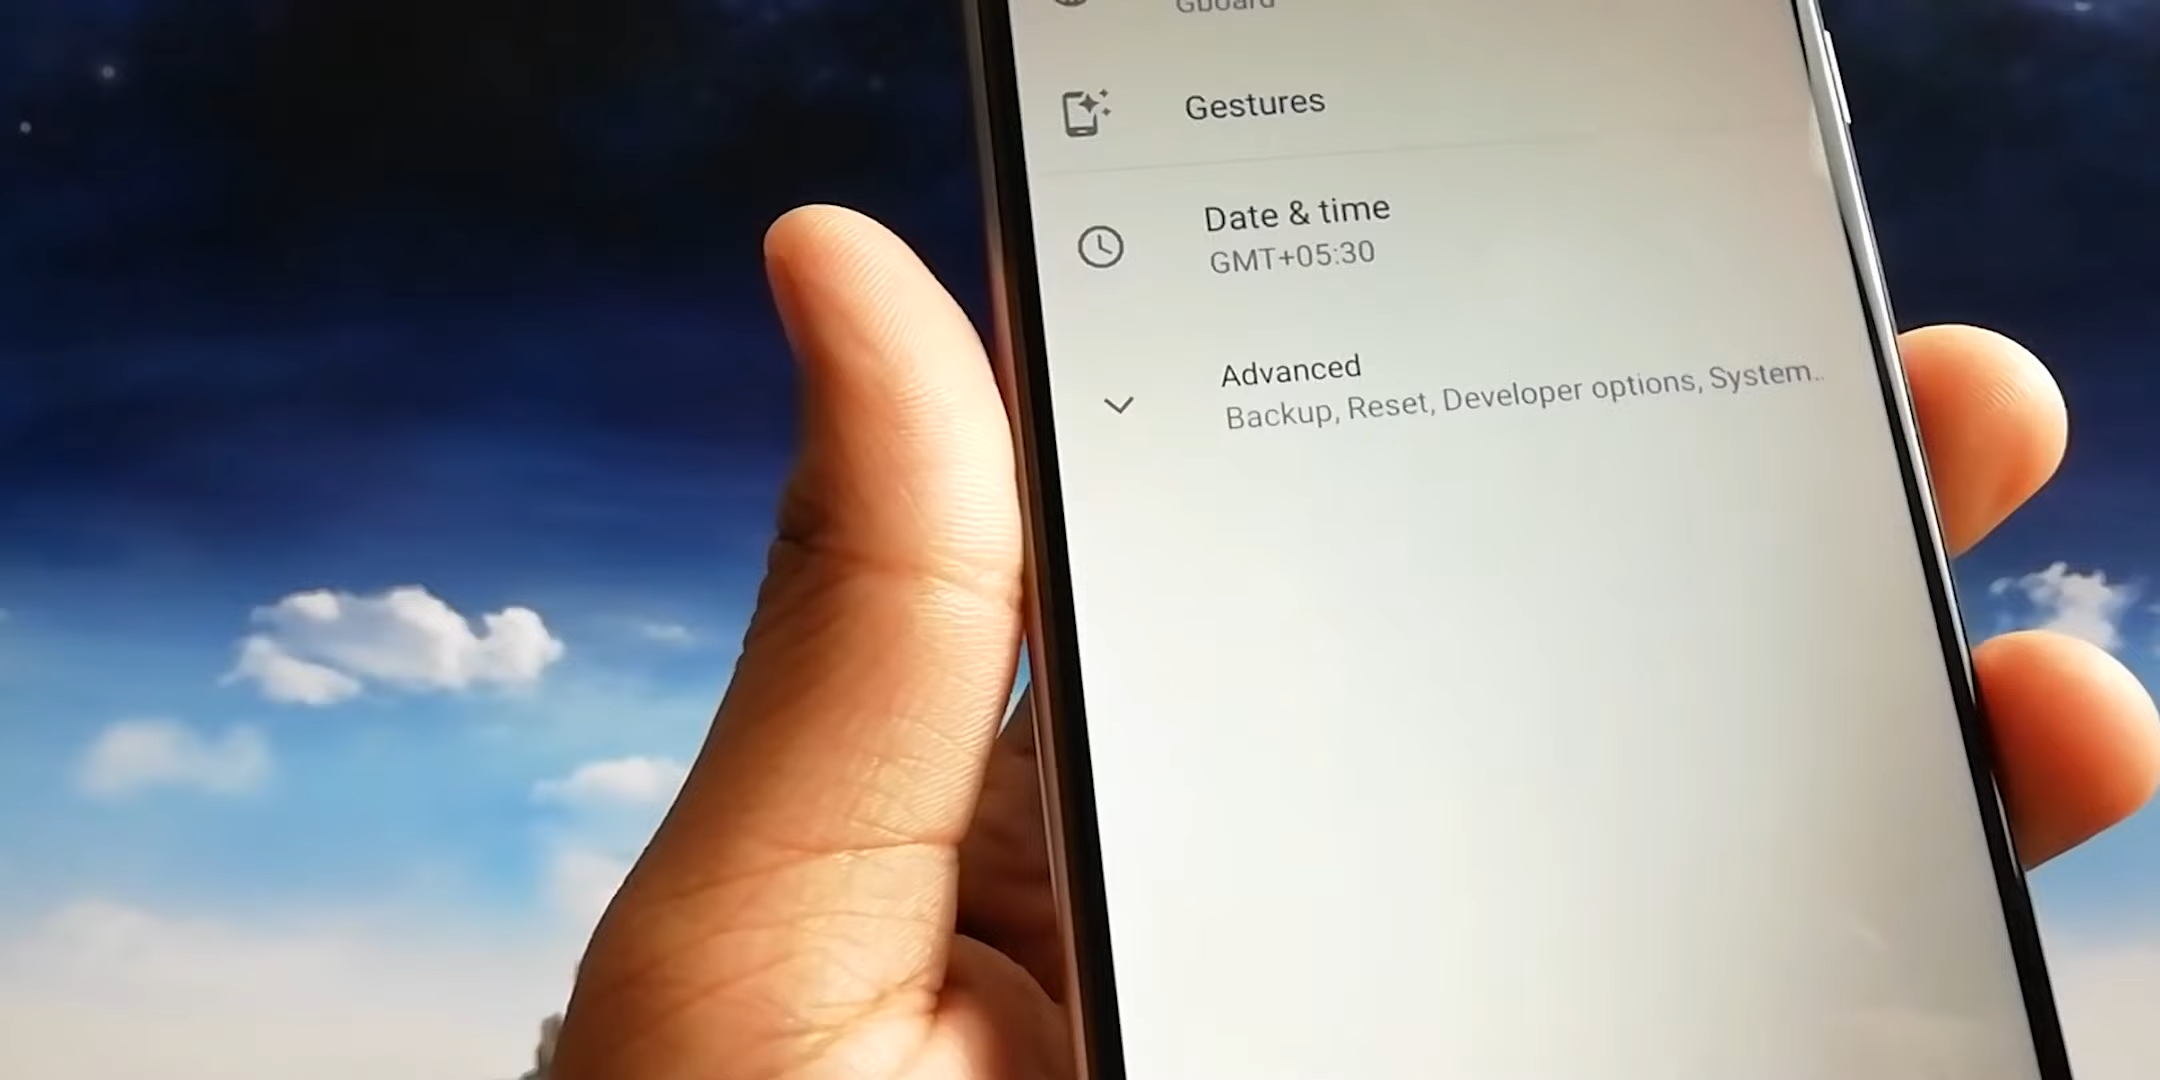 Gboard
Gestures
Date & time
GMT+05:30
Advanced
Backup, Reset, Developer options, System..